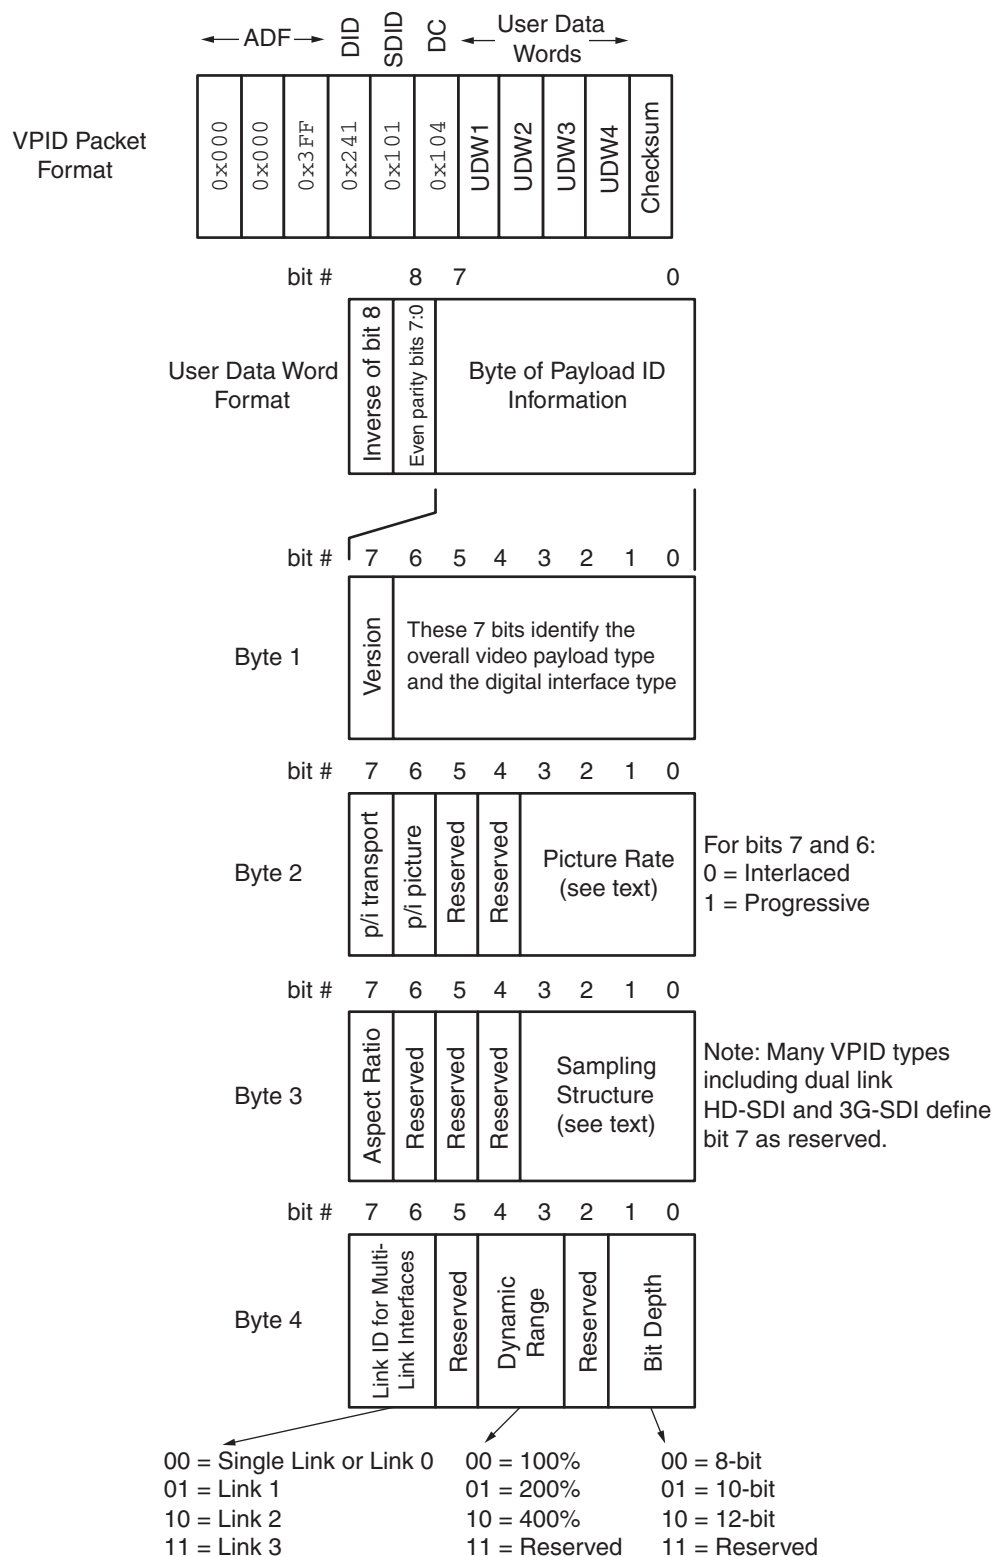 ADF
DID
SDID
DC
User Data
Words
VPID Packet
Format
0x000
0x000
0x3FF
0x241
0x101
0x104
UDW1
UDW2
UDW3
UDW4
Checksum
bit #
8
7
0
User Data Word
Format
Inverse of bit 8
Even parity bits 7:0
Byte of Payload ID
Information
bit #
7 6 5 4 3 2 1 0
Byte 1
Version
These 7 bits identify the
overall video payload type
and the digital interface type
bit #
7 6 5 4 3 2 1 0
Byte 2
p/i transport
p/i picture
Reserved
Reserved
Picture Rate
(see text)
For bits 7 and 6:
0 = Interlaced
1 = Progressive
bit #
7 6 5 4 3 2 1 0
Byte 3
Aspect Ratio
Reserved
Reserved
Reserved
Sampling
Structure
(see text)
Note: Many VPID types
including dual link
HD-SDI and 3G-SDI define
bit 7 as reserved.
bit #
7 6 5 4 3 2 1 0
Byte 4
Link ID for Multi-
Link Interfaces
Reserved
Dynamic
Range
Reserved
Bit Depth
00 = Single Link or Link 0
01 = Link 1
10 = Link 2
11 = Link 3
00 = 100%
01 = 200%
10 = 400%
11 = Reserved
00 = 8-bit
01 = 10-bit
10 = 12-bit
11 = Reserved